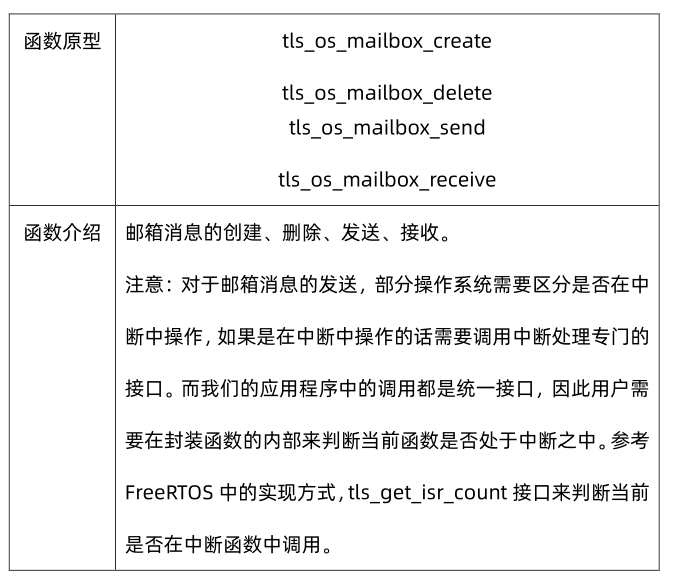 函数原型
tls_os_mailbox_create
tls_os_mailbox_delete
tls_os_mailbox_send
tls_os_mailbox_receive
函数介绍
邮箱消息的创建、删除、发送、接收。
注意：对于邮箱消息的发送，部分操作系统需要区分是否在中
断中操作，如果是在中断中操作的话需要调用中断处理专门的
接口。而我们的应用程序中的调用都是统一接口，因此用户需
要在封装函数的内部来判断当前函数是否处于中断之中。参考
FreeRTOS 中的实现方式，tls_get_isr_count 接口来判断当前
是否在中断函数中调用。